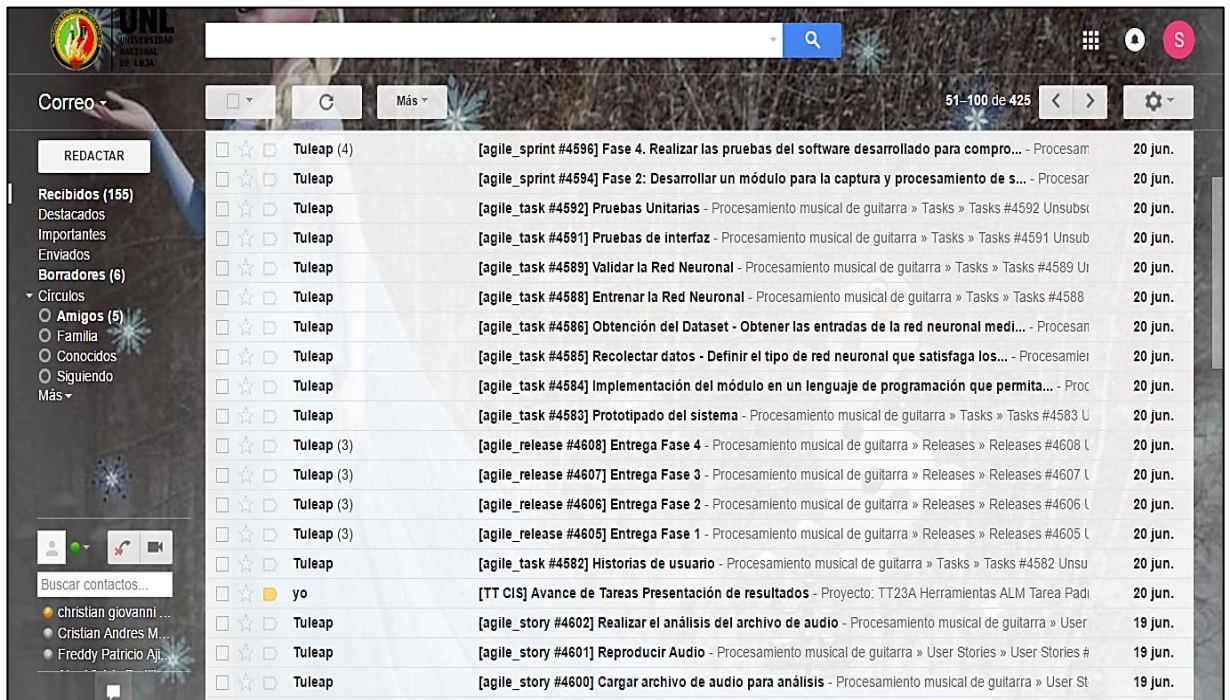 UNL
UNIVERSIDAD
NACIONAL
DE LOJA
S
Correo
Más
51–100 de 425
REDACTAR
Recibidos (155)
Destacados
Importantes
Enviados
Borradores (6)
Círculos
Amigos (5)
Familia
Conocidos
Siguiendo
Más
Buscar contactos...
christian giovanni ...
Cristian Andres M...
Freddy Patricio Aji...
Tuleap (4) [agile_sprint #4596] Fase 4. Realizar las pruebas del software desarrollado para compro... - Procesam 20 jun.
Tuleap [agile_sprint #4594] Fase 2: Desarrollar un módulo para la captura y procesamiento de s... - Procesar 20 jun.
Tuleap [agile_task #4592] Pruebas Unitarias - Procesamiento musical de guitarra » Tasks » Tasks #4592 Unsubsc 20 jun.
Tuleap [agile_task #4591] Pruebas de interfaz - Procesamiento musical de guitarra » Tasks » Tasks #4591 Unsub 20 jun.
Tuleap [agile_task #4589] Validar la Red Neuronal - Procesamiento musical de guitarra » Tasks » Tasks #4589 Un 20 jun.
Tuleap [agile_task #4588] Entrenar la Red Neuronal - Procesamiento musical de guitarra » Tasks » Tasks #4588 20 jun.
Tuleap [agile_task #4586] Obtención del Dataset - Obtener las entradas de la red neuronal medi... - Procesan 20 jun.
Tuleap [agile_task #4585] Recolectar datos - Definir el tipo de red neuronal que satisfaga los... - Procesamier 20 jun.
Tuleap [agile_task #4584] Implementación del módulo en un lenguaje de programación que permita... - Proc 20 jun.
Tuleap [agile_task #4583] Prototipado del sistema - Procesamiento musical de guitarra » Tasks » Tasks #4583 U 20 jun.
Tuleap (3) [agile_release #4608] Entrega Fase 4 - Procesamiento musical de guitarra » Releases » Releases #4608 20 jun.
Tuleap (3) [agile_release #4607] Entrega Fase 3 - Procesamiento musical de guitarra » Releases » Releases #4607 20 jun.
Tuleap (3) [agile_release #4606] Entrega Fase 2 - Procesamiento musical de guitarra » Releases » Releases #4606 20 jun.
Tuleap (3) [agile_release #4605] Entrega Fase 1 - Procesamiento musical de guitarra » Releases » Releases #4605 20 jun.
Tuleap [agile_task #4582] Historias de usuario - Procesamiento musical de guitarra » Tasks » Tasks #4582 Unsu 20 jun.
yo [TT CIS] Avance de Tareas Presentación de resultados - Proyecto: TT23A Herramientas ALM Tarea Padr 20 jun.
Tuleap [agile_story #4602] Realizar el análisis del archivo de audio - Procesamiento musical de guitarra » User 19 jun.
Tuleap [agile_story #4601] Reproducir Audio - Procesamiento musical de guitarra » User Stories » User Stories # 19 jun.
Tuleap [agile_story #4600] Cargar archivo de audio para análisis - Procesamiento musical de guitarra » User St 19 jun.